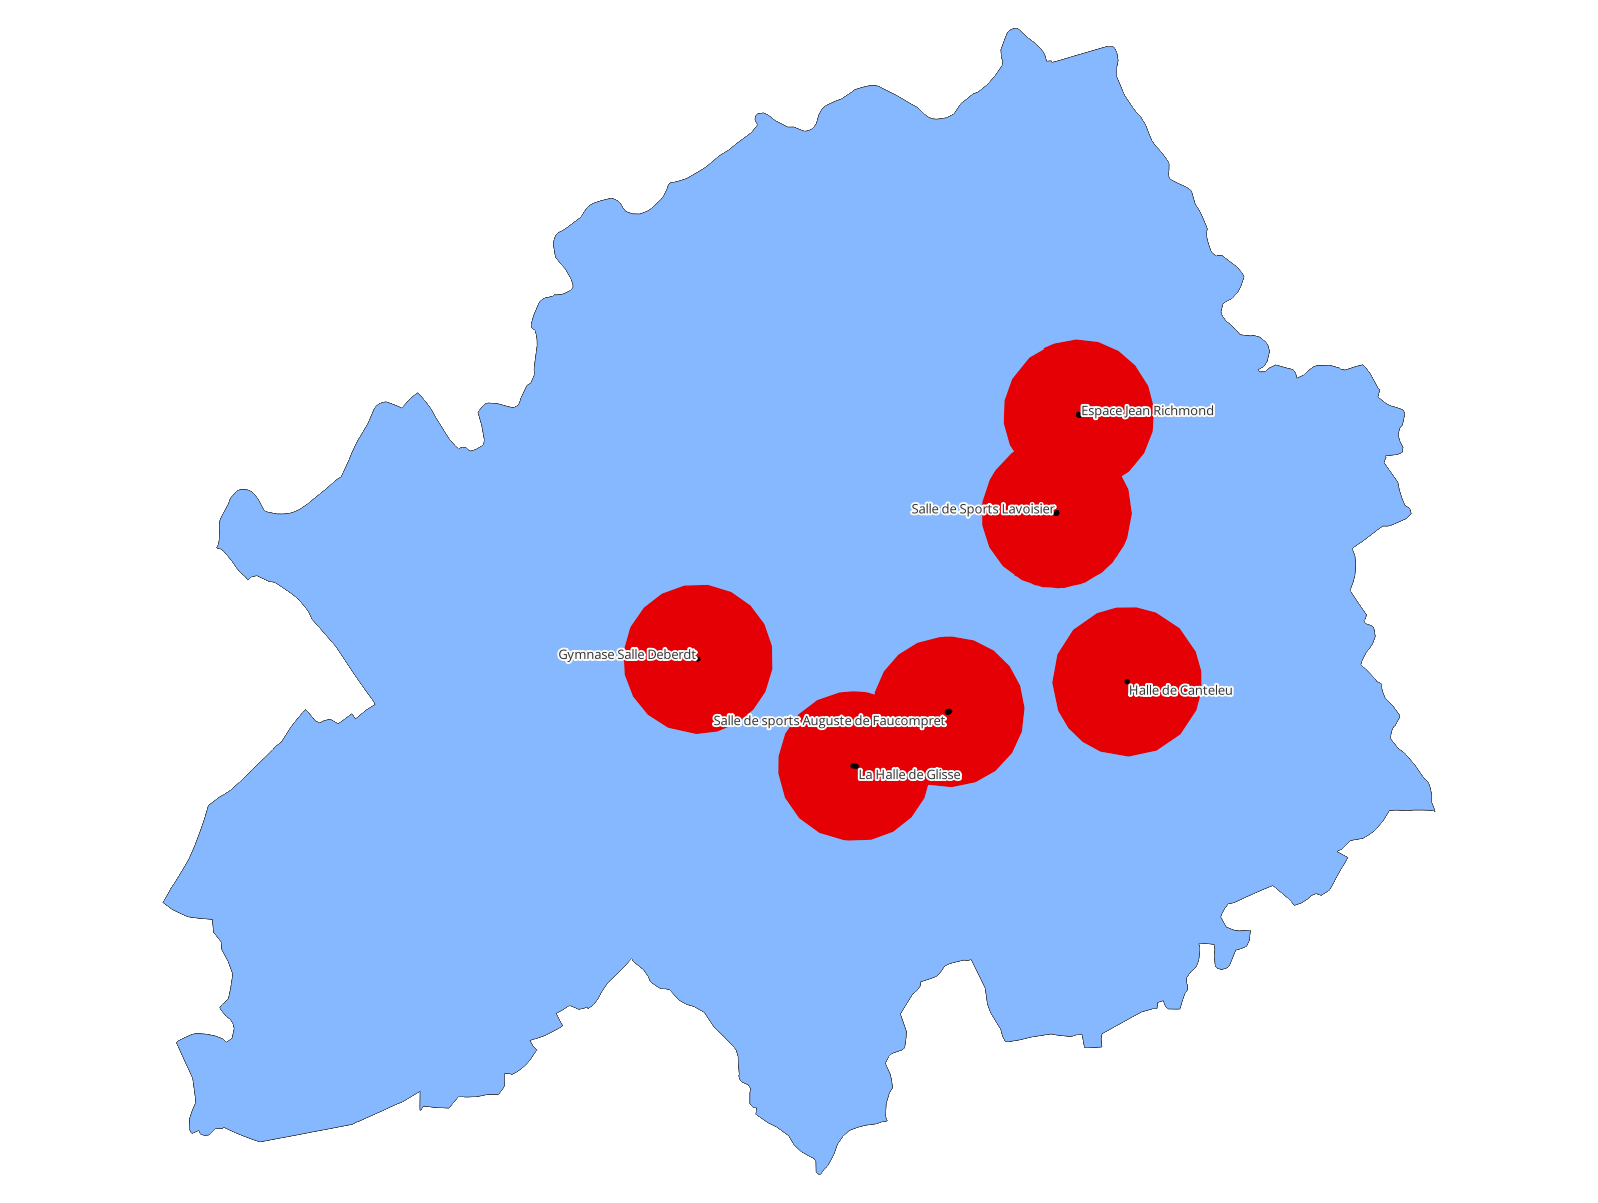 Espace Jean Richmond
Salle de Sports Lavoisier
Gymnase Salle Deberdt
Halle de Canteleu
Salle de sports Auguste de Faucompret
La Halle de Glisse